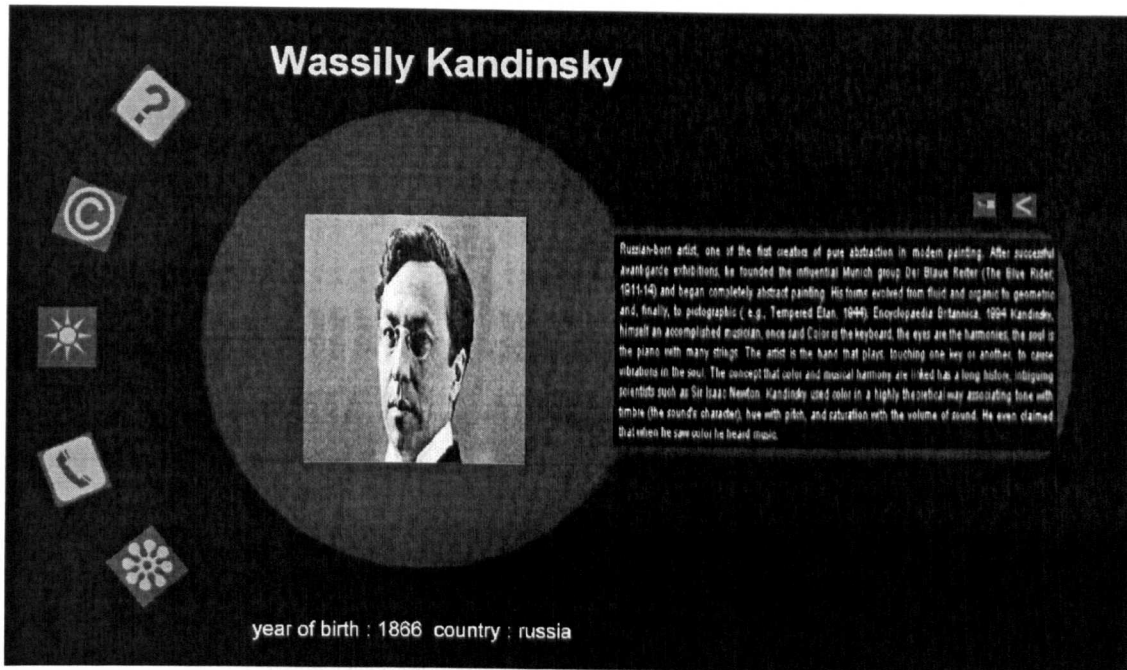 Wassily Kandinsky
?
©
<
Russian-born artist, one of the first creators of pure abstraction in modern painting. After successful
avant-garde exhibitions, he founded the influential Munich group Der Blaue Reiter (The Blue Rider;
1911-14) and began completely abstract painting. His forms evolved from fluid and organic to geometric
and, finally, to pictographic ( e.g., Tempered Élan, 1944). Encyclopaedia Britannica, 1994 Kandinsky,
himself an accomplished musician, once said Color is the keyboard, the eyes are the harmonies, the soul is
the piano with many strings. The artist is the hand that plays, touching one key or another, to cause
vibrations in the soul. The concept that color and musical harmony are linked has a long history, intriguing
scientists such as Sir Isaac Newton. Kandinsky used color in a highly theoretical way associating tone with
timbre (the sound's character), hue with pitch, and saturation with the volume of sound. He even claimed
that when he saw color he heard music.
year of birth : 1866 country : russia